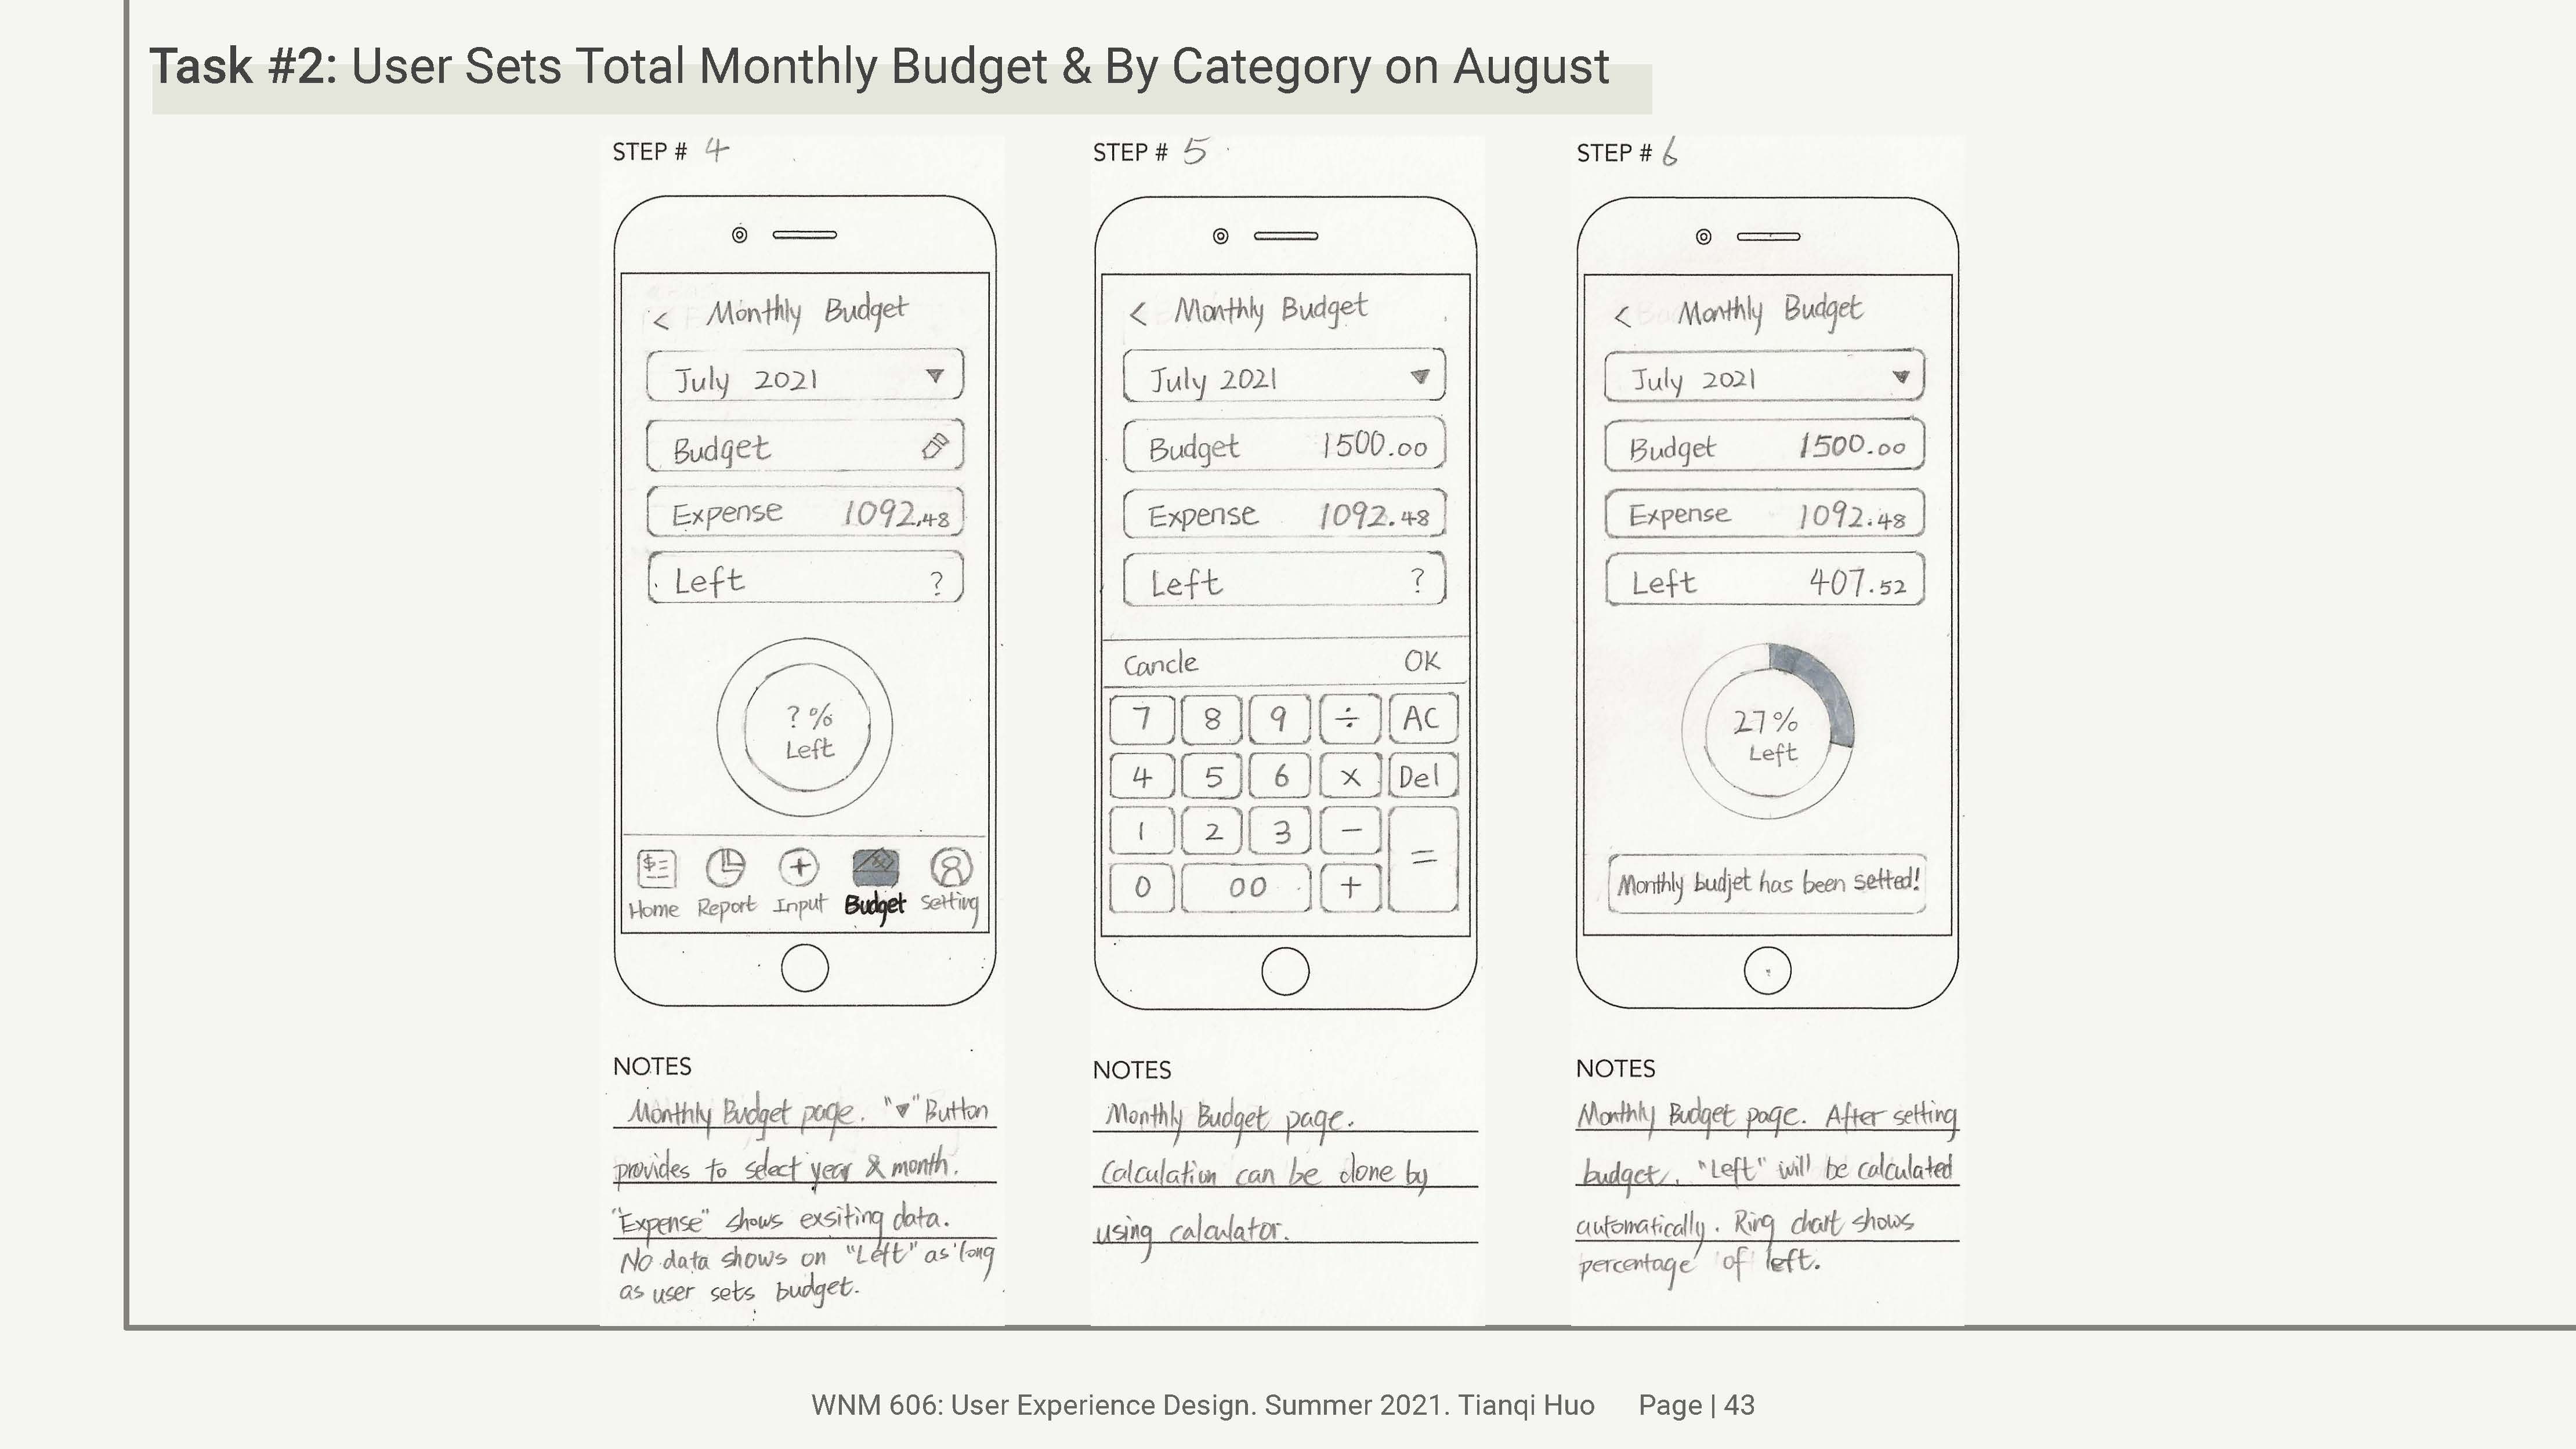 Task #2: User Sets Total Monthly Budget & By Category on August
STEP # 4
< Monthly Budget
July 2021 ▼
Budget
Expense 1092.48
Left ?
? %
Left
Home Report Input Budget Setting
NOTES
Monthly Budget page. "▼" Button
provides to select year & month.
"Expense" shows exsiting data.
No data shows on "Left" as long
as user sets budget.
STEP # 5
< Monthly Budget
July 2021 ▼
Budget 1500.00
Expense 1092.48
Left ?
Cancle OK
7 8 9 ÷ AC
4 5 6 × Del
1 2 3 −
=
0 00 +
NOTES
Monthly Budget page.
Calculation can be done by
using calculator.
STEP # 6
< Monthly Budget
July 2021 ▼
Budget 1500.00
Expense 1092.48
Left 407.52
27%
Left
Monthly budjet has been setted!
NOTES
Monthly Budget page. After setting
budget, "Left" will be calculated
automatically. Ring chart shows
percentage of left.
WNM 606: User Experience Design. Summer 2021. Tianqi Huo Page | 43